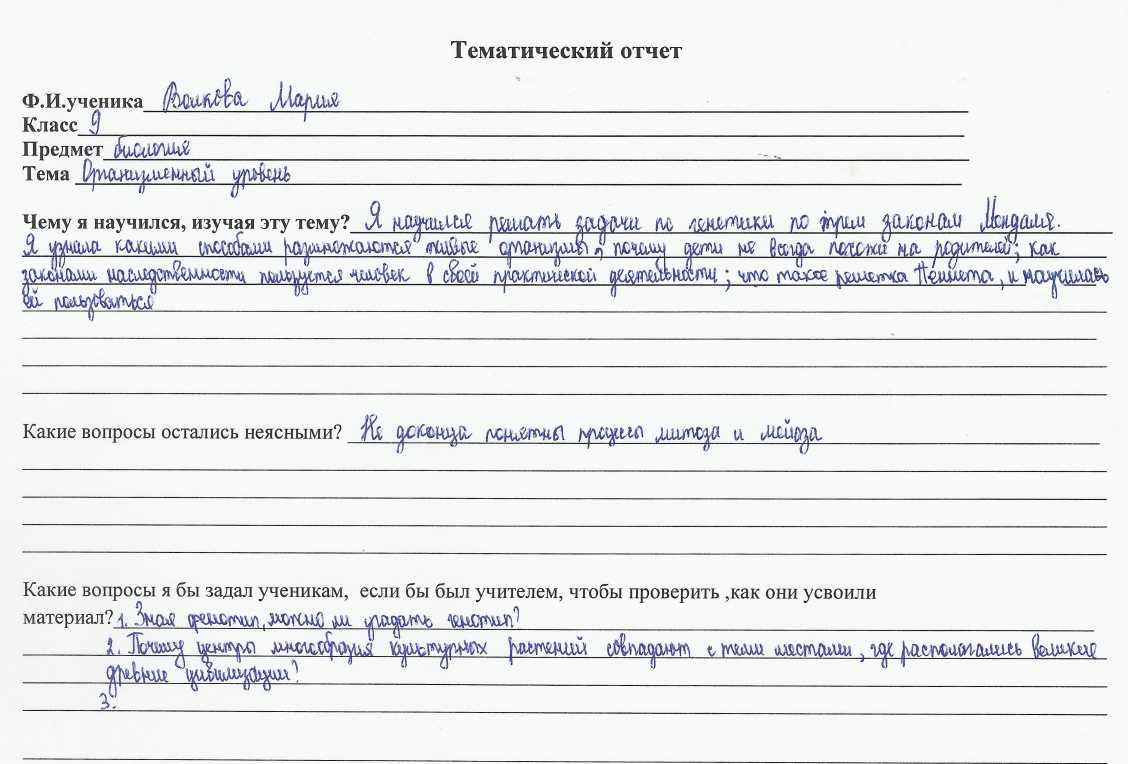 Тематический отчет
Ф.И.ученика Волкова Мария
Класс 9
Предмет биология
Тема Организменный уровень
Чему я научился, изучая эту тему? Я научился решать задачи по генетики по трем законам Мендаля.
Я узнала какими способами размножаются живые организмы, почему дети не всегда похожи на родителей; как
законами наследственности пользуется человек в своей практической деятельности; что такое решетка Пеннета, и научилась
ей пользоваться
Какие вопросы остались неясными? Не доконца понятны процессы митоза и мейоза
Какие вопросы я бы задал ученикам, если бы был учителем, чтобы проверить ,как они усвоили
материал? 1. Зная фенотип, можно ли угадать генотип?
2. Почему центры многообразия культурных растений совпадают с теми местами, где располагались великие
древние цивилизации?
3.